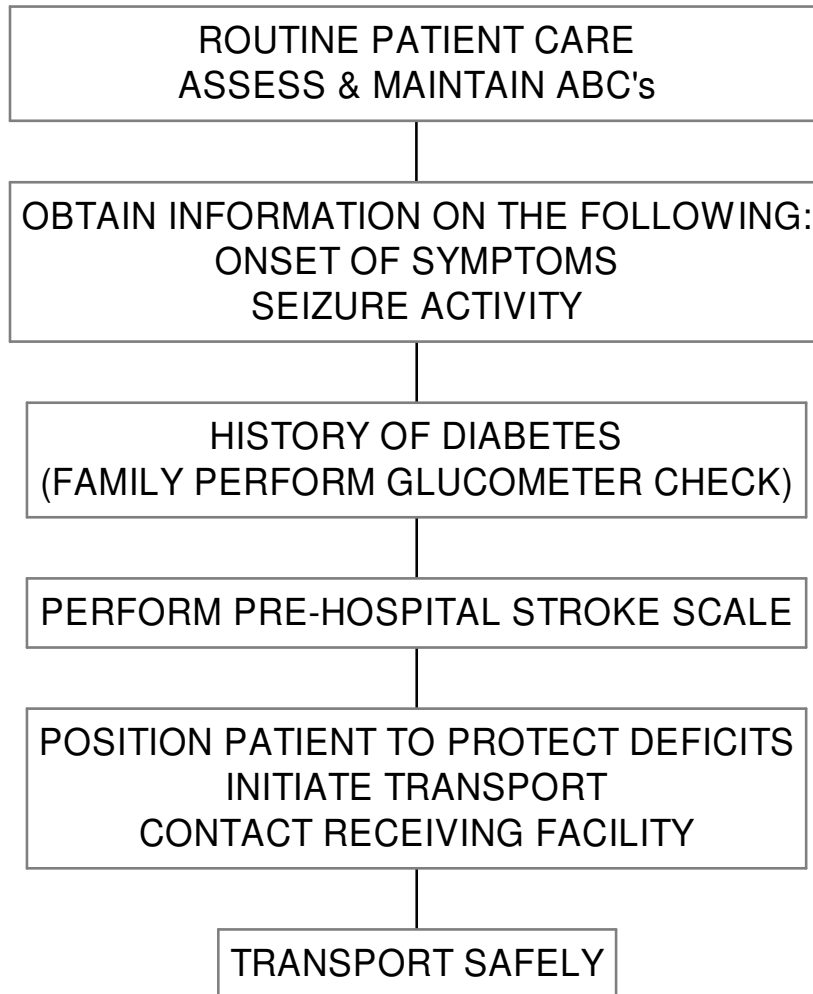 ROUTINE PATIENT CARE
ASSESS & MAINTAIN ABC's
OBTAIN INFORMATION ON THE FOLLOWING:
ONSET OF SYMPTOMS
SEIZURE ACTIVITY
HISTORY OF DIABETES
(FAMILY PERFORM GLUCOMETER CHECK)
PERFORM PRE-HOSPITAL STROKE SCALE
POSITION PATIENT TO PROTECT DEFICITS
INITIATE TRANSPORT
CONTACT RECEIVING FACILITY
TRANSPORT SAFELY